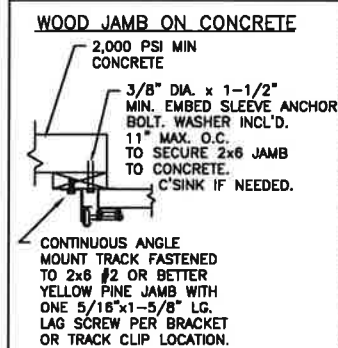 WOOD JAMB ON CONCRETE
2,000 PSI MIN
CONCRETE
3/8" DIA. x 1-1/2"
MIN. EMBED SLEEVE ANCHOR
BOLT. WASHER INCL'D.
11" MAX. O.C.
TO SECURE 2x6 JAMB
TO CONCRETE.
C'SINK IF NEEDED.
CONTINUOUS ANGLE
MOUNT TRACK FASTENED
TO 2x6 #2 OR BETTER
YELLOW PINE JAMB WITH
ONE 5/16"x1-5/8" LG.
LAG SCREW PER BRACKET
OR TRACK CLIP LOCATION.